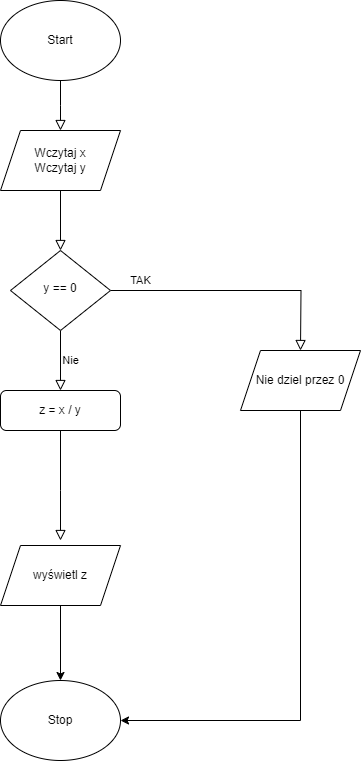 Start
Wczytaj x
Wczytaj y
y == 0
TAK
Nie
Nie dziel przez 0
z = x / y
wyświetl z
Stop